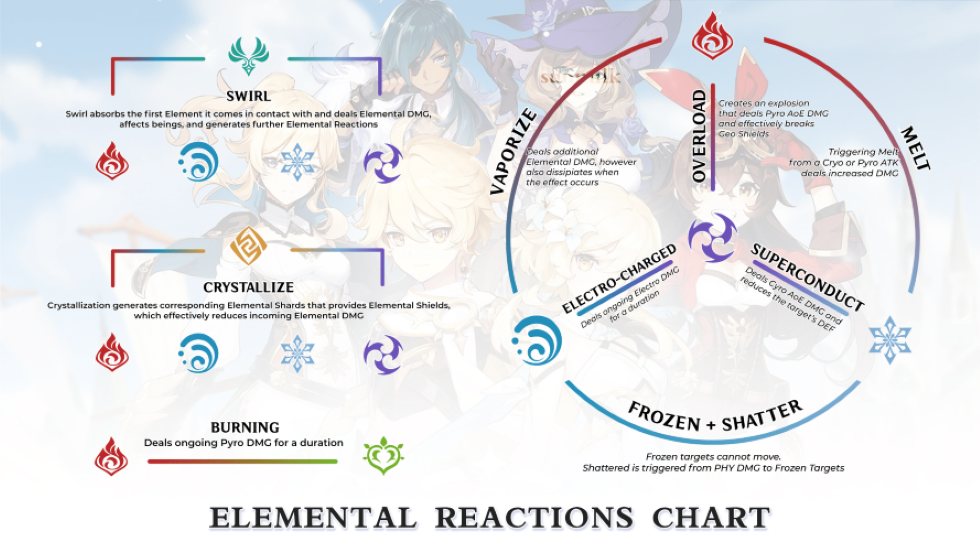 SWIRL
Swirl absorbs the first Element it comes in contact with and deals Elemental DMG,
affects beings, and generates further Elemental Reactions
CRYSTALLIZE
Crystallization generates corresponding Elemental Shards that provides Elemental Shields,
which effectively reduces incoming Elemental DMG
BURNING
Deals ongoing Pyro DMG for a duration
VAPORIZE
Deals additional
Elemental DMG, however
also dissipiates when
the effect occurs
OVERLOAD
Creates an explosion
that deals Pyro AoE DMG
and effectively breaks
Geo Shields
MELT
Triggering Melt
from a Cryo or Pyro ATK
deals increased DMG
ELECTRO-CHARGED
Deals ongoing Electro DMG
for a duration
SUPERCONDUCT
Deals Cyro AoE DMG and
reduces the target's DEF
FROZEN + SHATTER
Frozen targets cannot move.
Shattered is triggered from PHY DMG to Frozen Targets
ELEMENTAL REACTIONS CHART